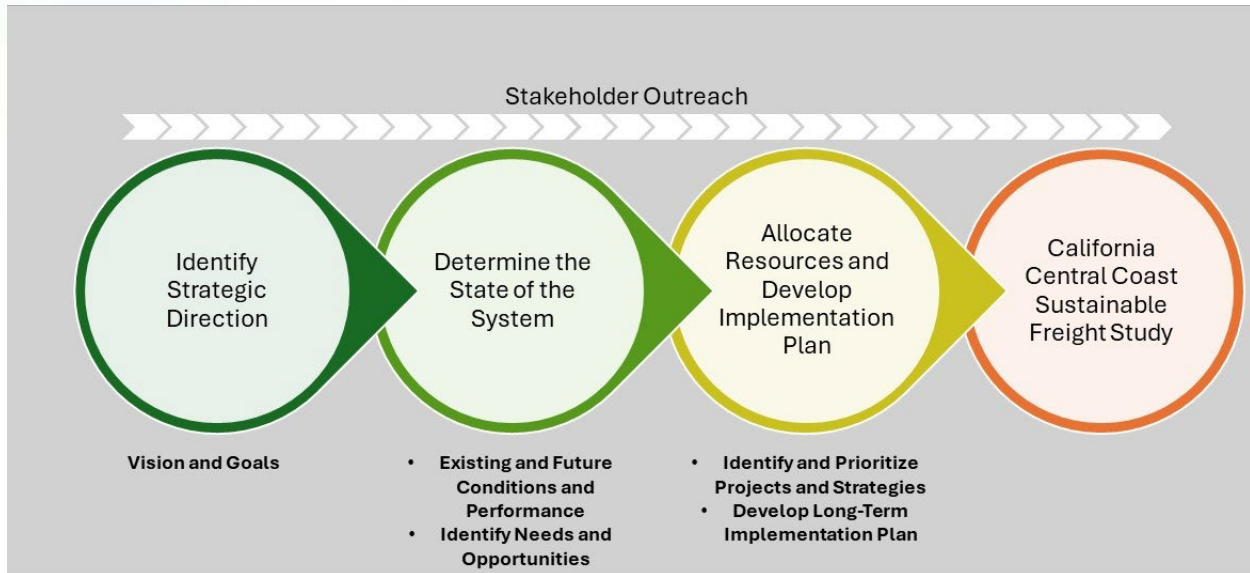 Stakeholder Outreach
Identify
Strategic
Direction
Determine the
State of the
System
Allocate
Resources and
Develop
Implementation
Plan
California
Central Coast
Sustainable
Freight Study
Vision and Goals
• Existing and Future
Conditions and
Performance
• Identify Needs and
Opportunities
• Identify and Prioritize
Projects and Strategies
• Develop Long-Term
Implementation Plan